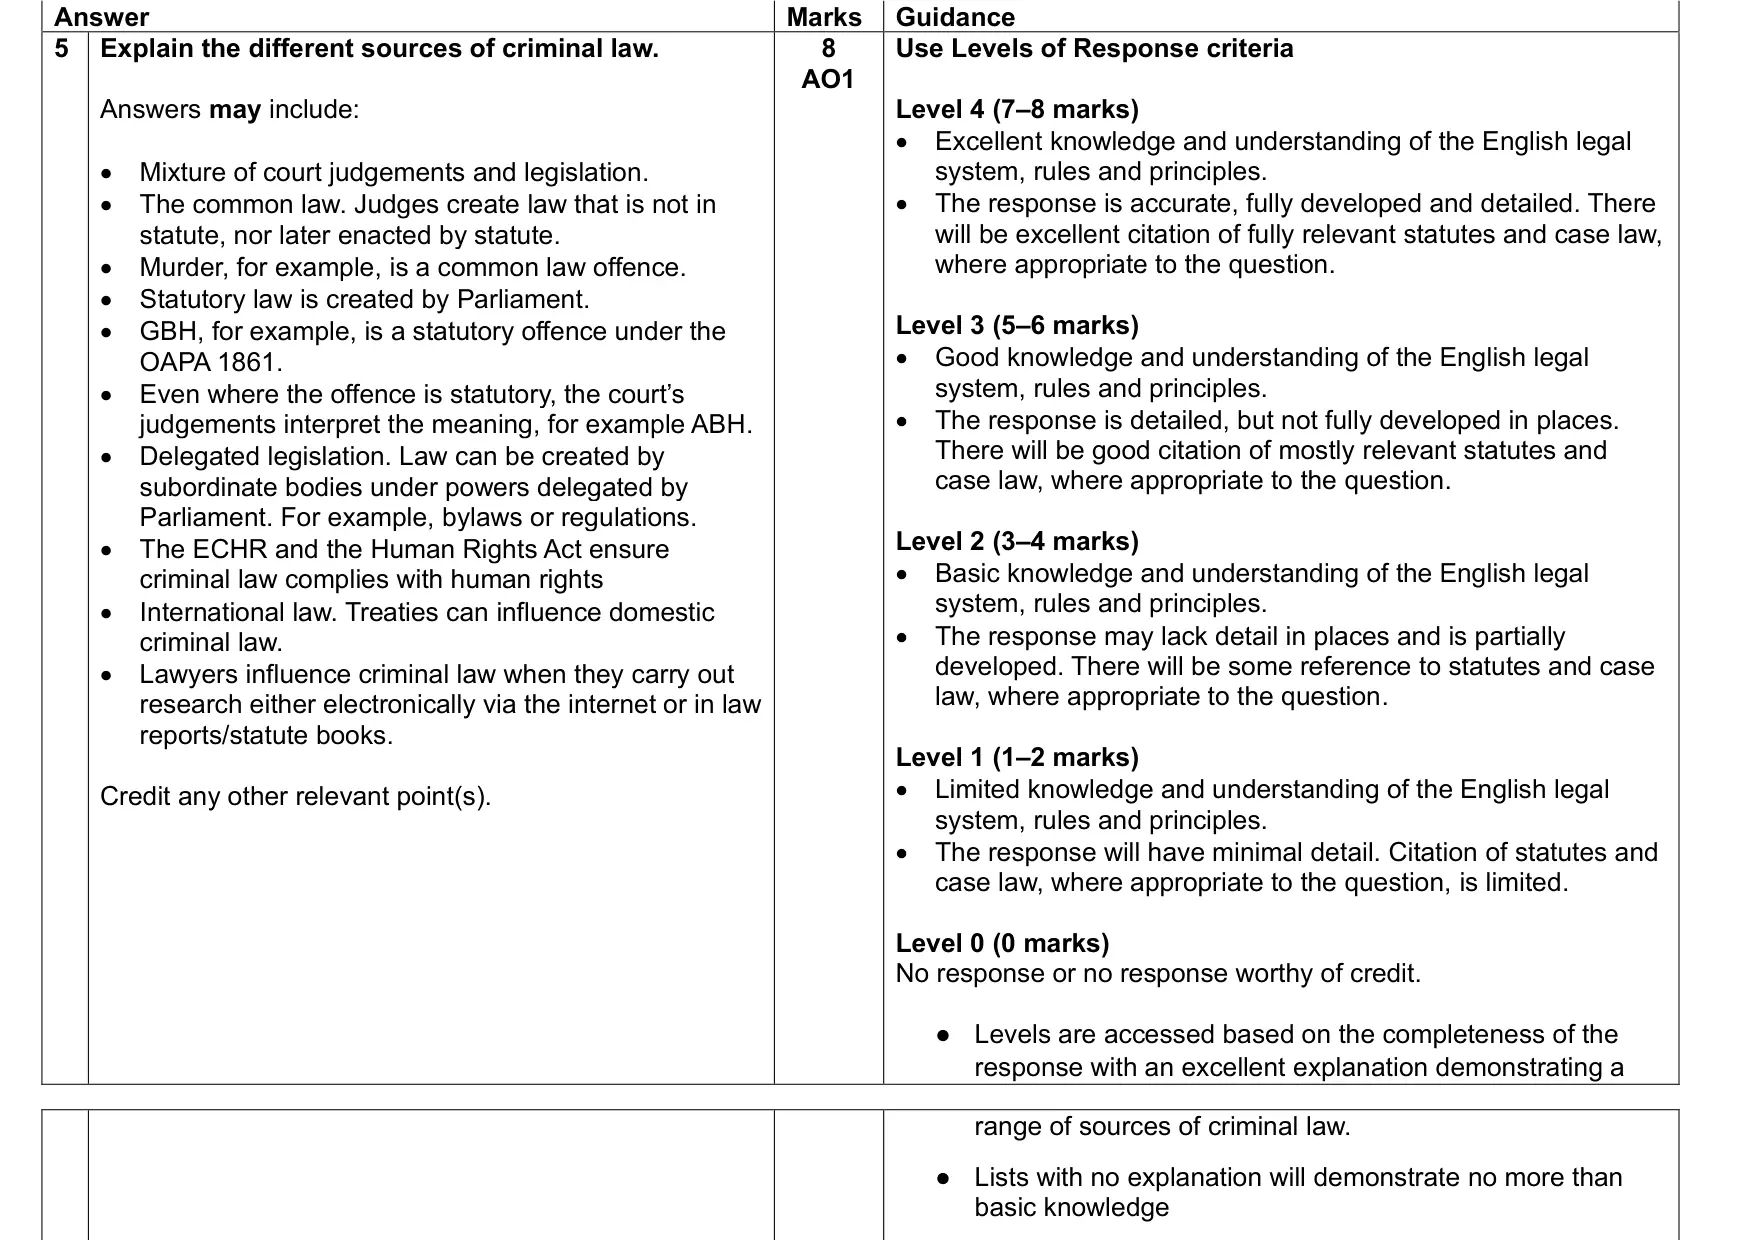 Answer Marks Guidance
5 Explain the different sources of criminal law.
Answers may include:
• Mixture of court judgements and legislation.
• The common law. Judges create law that is not in
statute, nor later enacted by statute.
• Murder, for example, is a common law offence.
• Statutory law is created by Parliament.
• GBH, for example, is a statutory offence under the
OAPA 1861.
• Even where the offence is statutory, the court’s
judgements interpret the meaning, for example ABH.
• Delegated legislation. Law can be created by
subordinate bodies under powers delegated by
Parliament. For example, bylaws or regulations.
• The ECHR and the Human Rights Act ensure
criminal law complies with human rights
• International law. Treaties can influence domestic
criminal law.
• Lawyers influence criminal law when they carry out
research either electronically via the internet or in law
reports/statute books.
Credit any other relevant point(s).
8
AO1
Use Levels of Response criteria
Level 4 (7–8 marks)
• Excellent knowledge and understanding of the English legal
system, rules and principles.
• The response is accurate, fully developed and detailed. There
will be excellent citation of fully relevant statutes and case law,
where appropriate to the question.
Level 3 (5–6 marks)
• Good knowledge and understanding of the English legal
system, rules and principles.
• The response is detailed, but not fully developed in places.
There will be good citation of mostly relevant statutes and
case law, where appropriate to the question.
Level 2 (3–4 marks)
• Basic knowledge and understanding of the English legal
system, rules and principles.
• The response may lack detail in places and is partially
developed. There will be some reference to statutes and case
law, where appropriate to the question.
Level 1 (1–2 marks)
• Limited knowledge and understanding of the English legal
system, rules and principles.
• The response will have minimal detail. Citation of statutes and
case law, where appropriate to the question, is limited.
Level 0 (0 marks)
No response or no response worthy of credit.
● Levels are accessed based on the completeness of the
response with an excellent explanation demonstrating a
range of sources of criminal law.
● Lists with no explanation will demonstrate no more than
basic knowledge